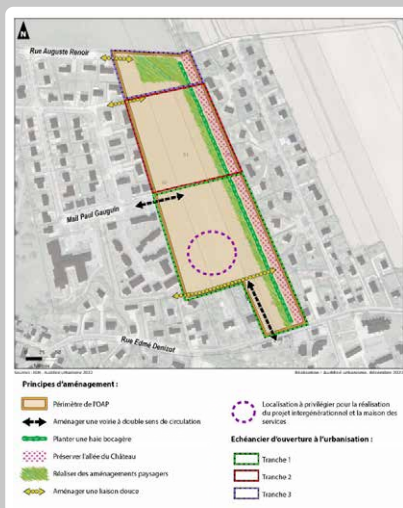 N
Rue Auguste Renoir
Mail Paul Gauguin
Rue Edmé Denizot
Principes d'aménagement :
Périmètre de l'OAP
Aménager une voirie à double sens de circulation
Planter une haie bocagère
Préserver l'allée du Château
Réaliser des aménagements paysagers
Aménager une liaison douce
Localisation à privilégier pour la réalisation
du projet intergénérationnel et la maison des
services
Echéancier d'ouverture à l'urbanisation :
Tranche 1
Tranche 2
Tranche 3